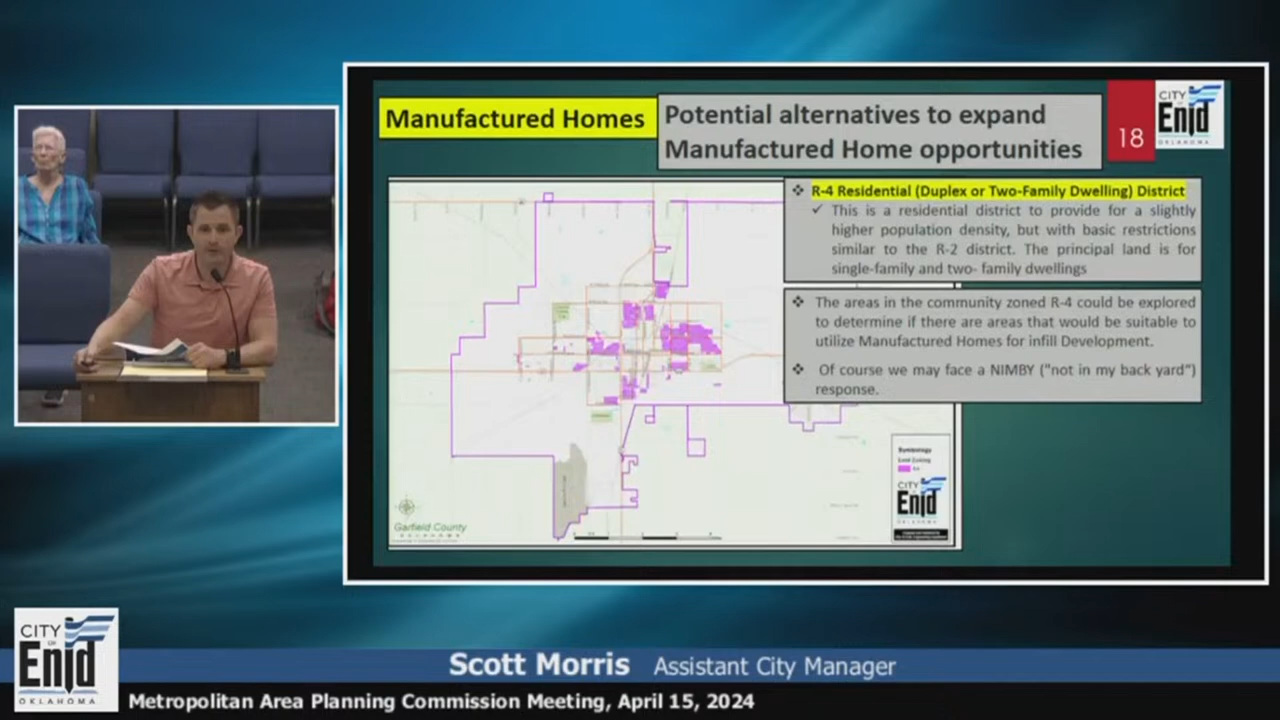 Manufactured Homes
Potential alternatives to expand
Manufactured Home opportunities
18
CITY
OF
Enid
OKLAHOMA
❖ R-4 Residential (Duplex or Two-Family Dwelling) District
✓ This is a residential district to provide for a slightly
higher population density, but with basic restrictions
similar to the R-2 district. The principal land is for
single-family and two- family dwellings
❖ The areas in the community zoned R-4 could be explored
to determine if there are areas that would be suitable to
utilize Manufactured Homes for infill Development.
❖ Of course we may face a NIMBY ("not in my back yard")
response.
Garfield County
CITY
Enid
OKLAHOMA
CITY
OF
Enid
OKLAHOMA
Scott Morris Assistant City Manager
Metropolitan Area Planning Commission Meeting, April 15, 2024